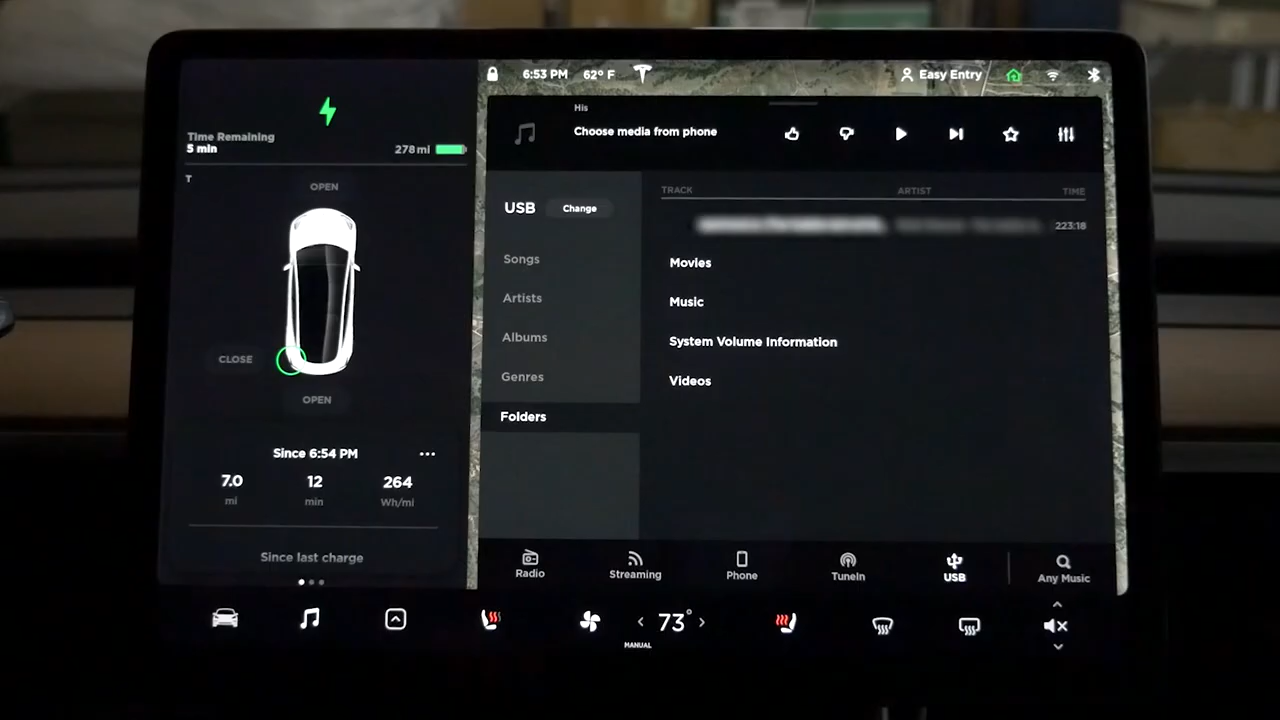 6:53 PM 62° F Easy Entry
Time Remaining
5 min 278 mi
T
OPEN
CLOSE
OPEN
Since 6:54 PM
7.0 12 264
mi min Wh/mi
Since last charge
His
Choose media from phone
USB Change
Songs
Artists
Albums
Genres
Folders
TRACK ARTIST TIME
223:18
Movies
Music
System Volume Information
Videos
Radio Streaming Phone TuneIn USB Any Music
73°
MANUAL